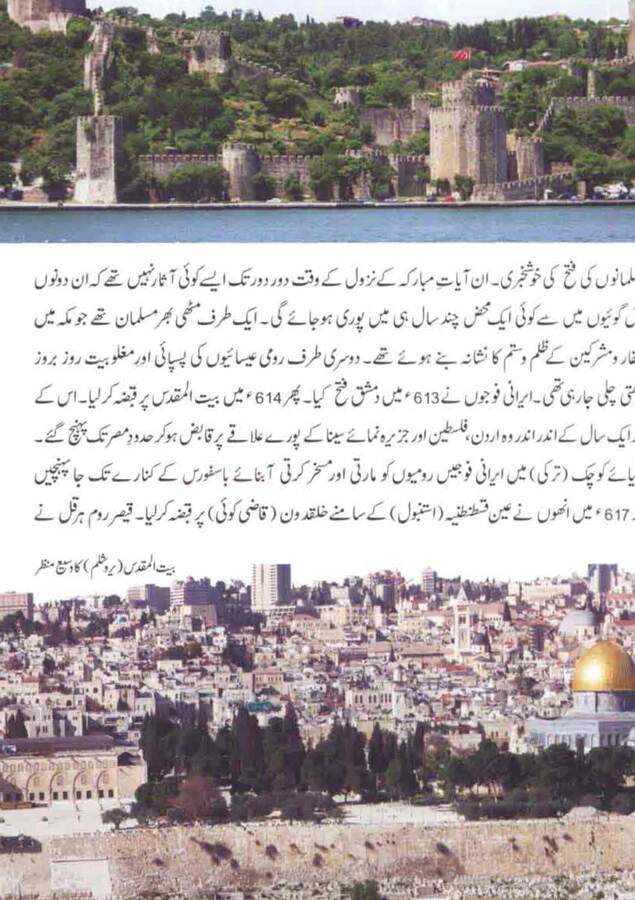 لمانوں کی فتح کی خوشخبری۔ ان آیاتِ مبارکہ کے نزول کے وقت دور دور تک ایسے کوئی آثار نہیں تھے کہ ان دونوں
گوئیوں میں سے کوئی ایک محض چند سال ہی میں پوری ہو جائے گی۔ ایک طرف مٹھی بھر مسلمان تھے جو مکہ میں
فار و مشرکین کے ظلم و ستم کا نشانہ بنے ہوئے تھے۔ دوسری طرف رومی عیسائیوں کی پسپائی اور مغلوبیت روز بروز
تی چلی جا رہی تھی۔ ایرانی فوجوں نے 613ء میں دمشق فتح کیا۔ پھر 614ء میں بیت المقدس پر قبضہ کر لیا۔ اس کے
ایک سال کے اندر اندر وہ اردن، فلسطین اور جزیرہ نمائے سینا کے پورے علاقے پر قابض ہو کر حدودِ مصر تک پہنچ گئے۔
یائے کوچک (ترکی) میں ایرانی فوجیں رومیوں کو مارتی اور مسخر کرتی آبنائے باسفورس کے کنارے تک جا پہنچیں
617ء میں انھوں نے عین قسطنطنیہ (استنبول) کے سامنے خلقدون (قاضی کوئی) پر قبضہ کر لیا۔ قیصر روم ہرقل نے
بیت المقدس (یروشلم) کا وسیع منظر